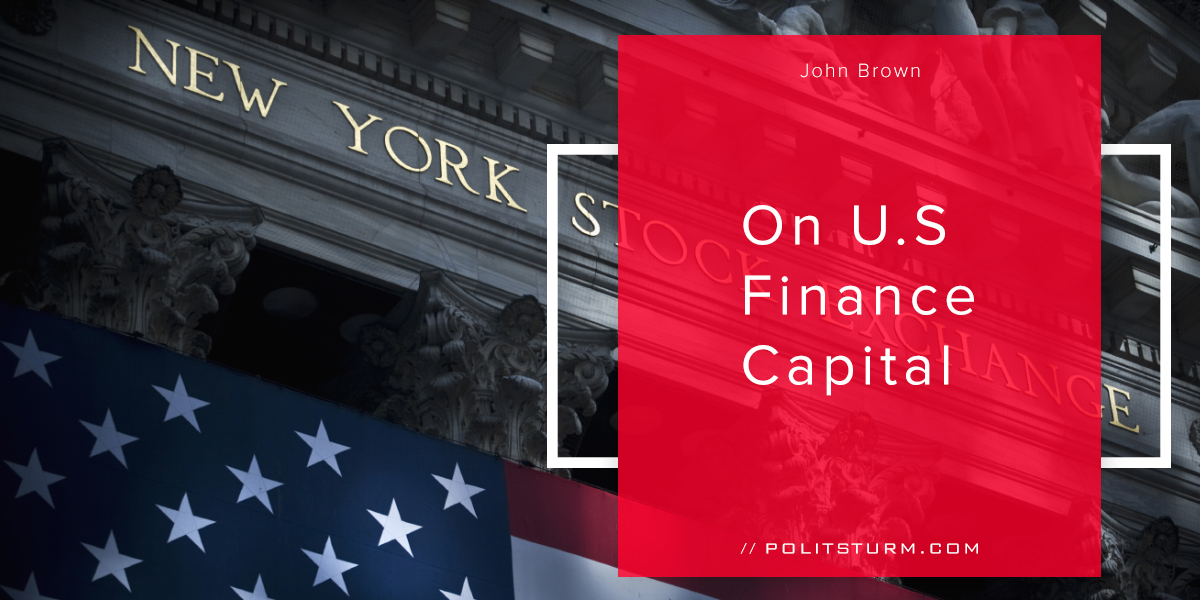 NEW YORK STOCK EXCHANGE
John Brown
On U.S
Finance
Capital
// POLITSTURM.COM